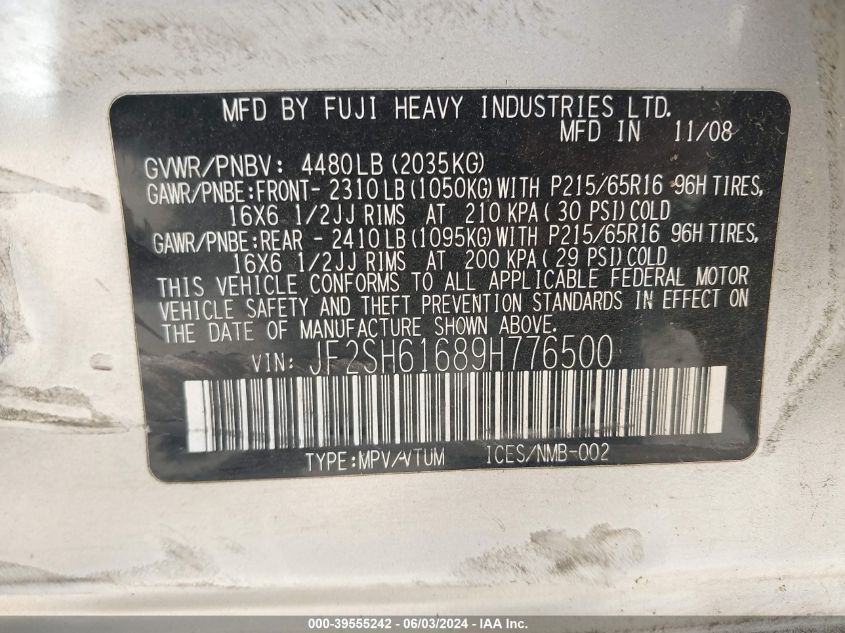 MFD BY FUJI HEAVY INDUSTRIES LTD.
MFD IN 11/08
GVWR/PNBV: 4480LB(2035KG)
GAWR/PNBE:FRONT- 2310LB(1050KG)WITH P215/65R16 96H TIRES,
16X6 1/2JJ RIMS AT 210 KPA(30 PSI)COLD
GAWR/PNBE:REAR - 2410LB(1095KG)WITH P215/65R16 96H TIRES,
16X6 1/2JJ RIMS AT 200 KPA(29 PSI)COLD
THIS VEHICLE CONFORMS TO ALL APPLICABLE FEDERAL MOTOR
VEHICLE SAFETY AND THEFT PREVENTION STANDARDS IN EFFECT ON
THE DATE OF MANUFACTURE SHOWN ABOVE.
VIN: JF2SH61689H776500
TYPE:MPV/VTUM ICES/NMB-002
000-39555242 - 06/03/2024 - IAA Inc.